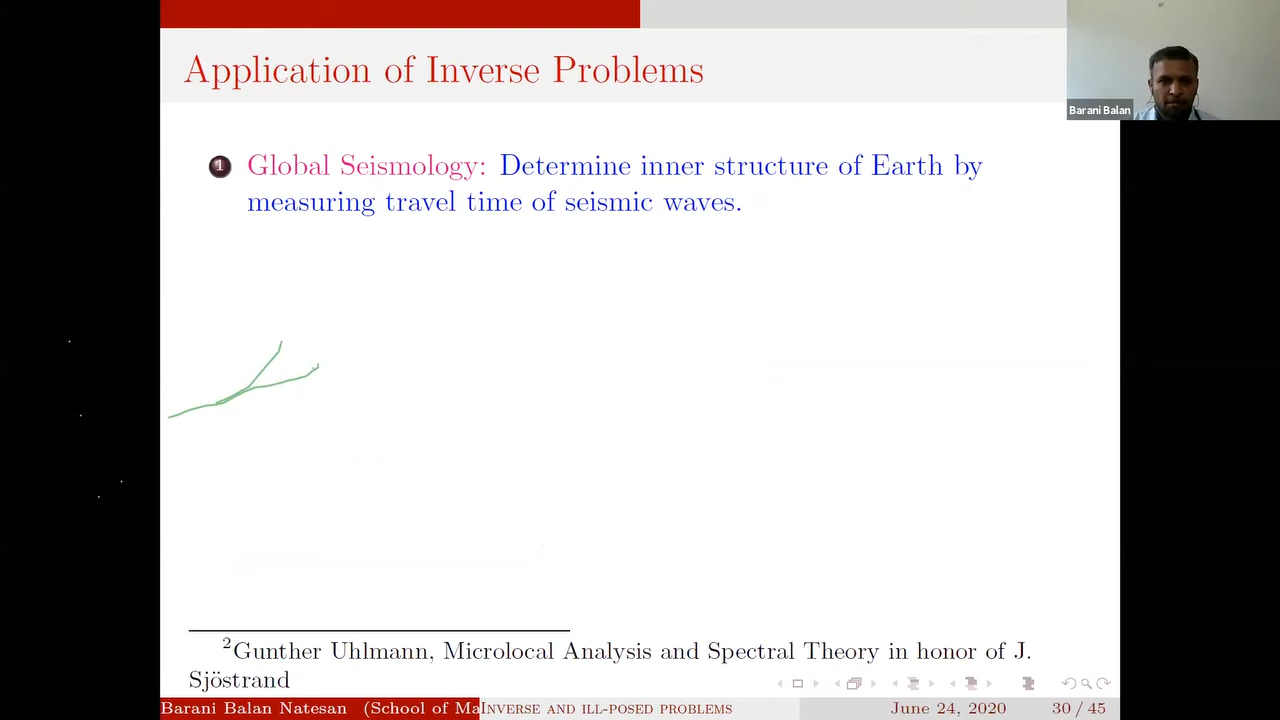 Application of Inverse Problems
Barani Balan
1 Global Seismology: Determine inner structure of Earth by
measuring travel time of seismic waves.
2Gunther Uhlmann, Microlocal Analysis and Spectral Theory in honor of J.
Sjöstrand
Barani Balan Natesan (School of Ma Inverse and ill-posed problems June 24, 2020 30 / 45